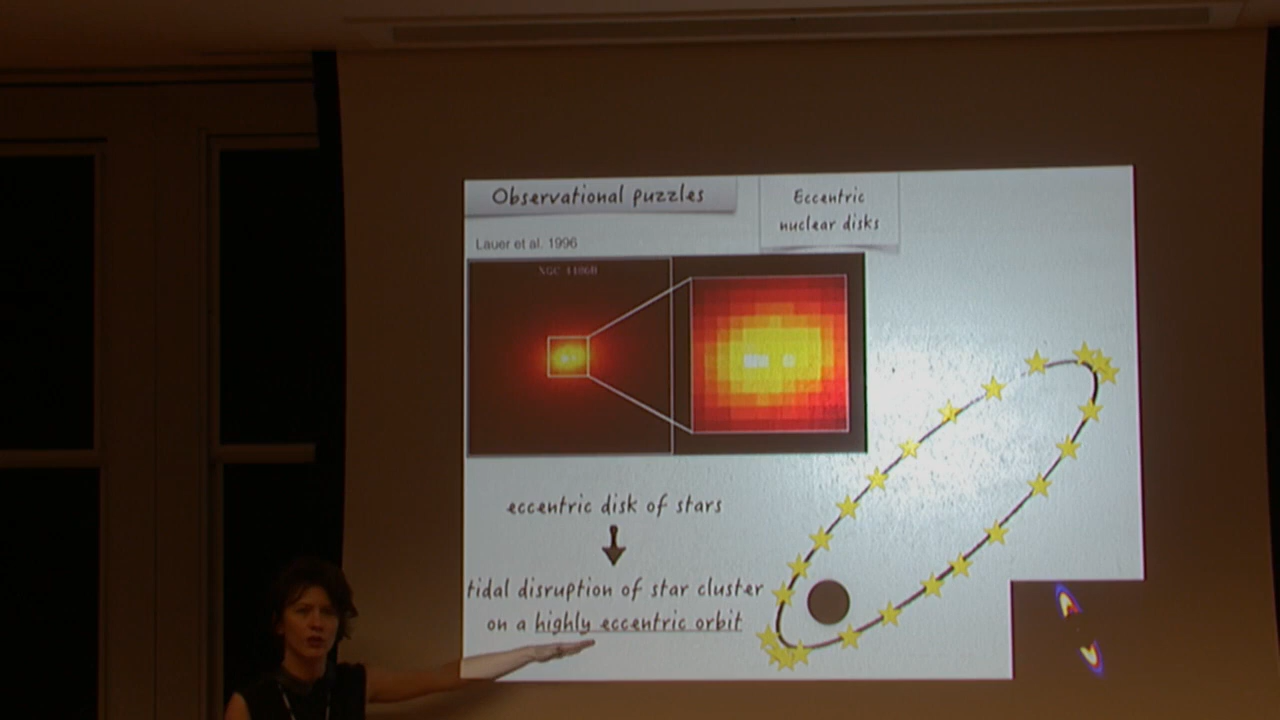 Observational puzzles
Eccentric
nuclear disks
Lauer et al. 1996
eccentric disk of stars
tidal disruption of star cluster
on a highly eccentric orbit